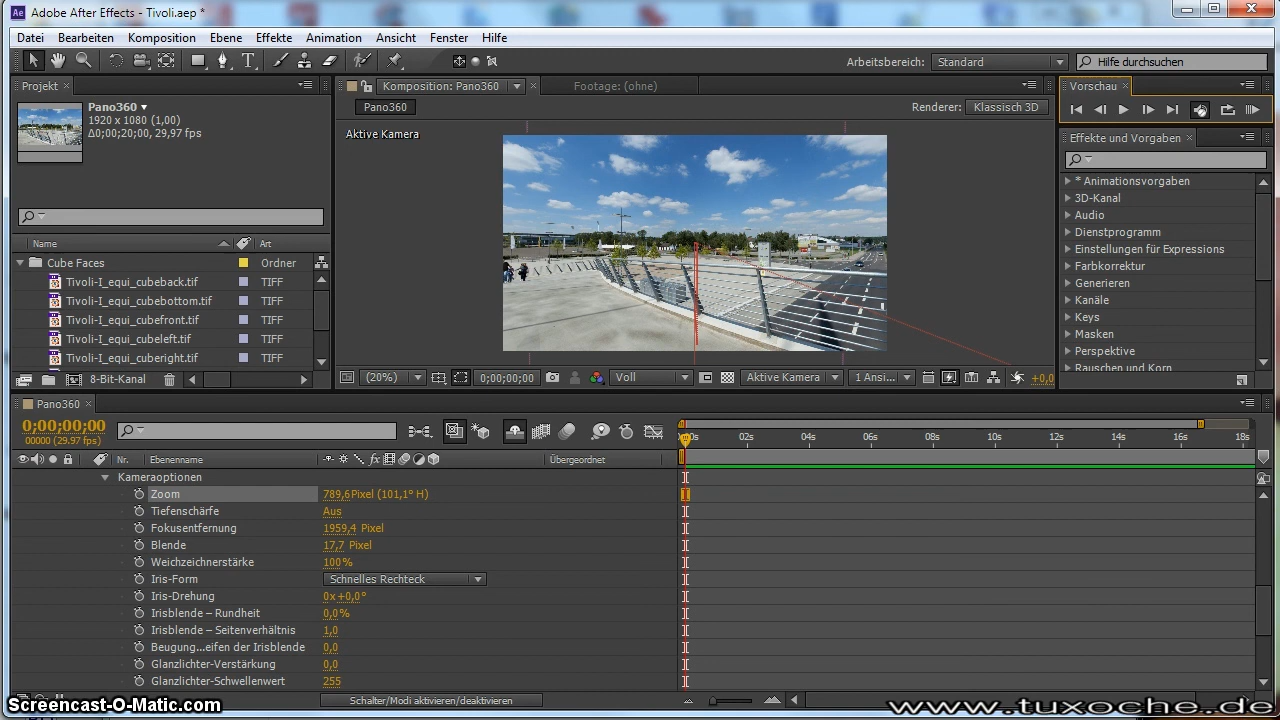 Adobe After Effects - Tivoli.aep *
Datei Bearbeiten Komposition Ebene Effekte Animation Ansicht Fenster Hilfe
Arbeitsbereich: Standard Hilfe durchsuchen
Projekt
Pano360
1920 x 1080 (1,00)
Δ0;00;20;00, 29,97 fps
Name Art
Cube Faces Ordner
Tivoli-I_equi_cubeback.tif TIFF
Tivoli-I_equi_cubebottom.tif TIFF
Tivoli-I_equi_cubefront.tif TIFF
Tivoli-I_equi_cubeleft.tif TIFF
Tivoli-I_equi_cuberight.tif TIFF
8-Bit-Kanal
Komposition: Pano360 Footage: (ohne)
Pano360 Renderer: Klassisch 3D
Aktive Kamera
(20%) 0;00;00;00 Voll Aktive Kamera 1 Ansi... +0,0
Vorschau
Effekte und Vorgaben
* Animationsvorgaben
3D-Kanal
Audio
Dienstprogramm
Einstellungen für Expressions
Farbkorrektur
Generieren
Kanäle
Keys
Masken
Perspektive
Rauschen und Korn
Pano360
0;00;00;00
00000 (29.97 fps)
02s 04s 06s 08s 10s 12s 14s 16s 18s
Nr. Ebenenname fx Übergeordnet
Kameraoptionen
Zoom 789,6 Pixel (101,1° H)
Tiefenschärfe Aus
Fokusentfernung 1959,4 Pixel
Blende 17,7 Pixel
Weichzeichnerstärke 100%
Iris-Form Schnelles Rechteck
Iris-Drehung 0x+0,0°
Irisblende – Rundheit 0,0%
Irisblende – Seitenverhältnis 1,0
Beugung...eifen der Irisblende 0,0
Glanzlichter-Verstärkung 0,0
Glanzlichter-Schwellenwert 255
Schalter/Modi aktivieren/deaktivieren
Screencast-O-Matic.com
www.tuxoche.de